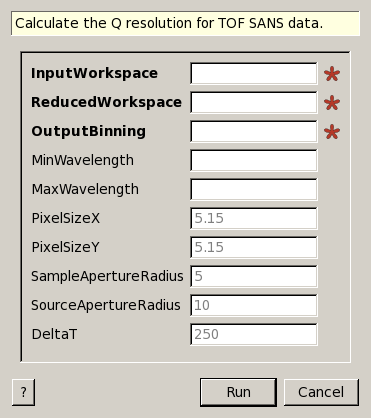 Calculate the Q resolution for TOF SANS data.
InputWorkspace
ReducedWorkspace
OutputBinning
MinWavelength
MaxWavelength
PixelSizeX 5.15
PixelSizeY 5.15
SampleApertureRadius 5
SourceApertureRadius 10
DeltaT 250
? Run Cancel